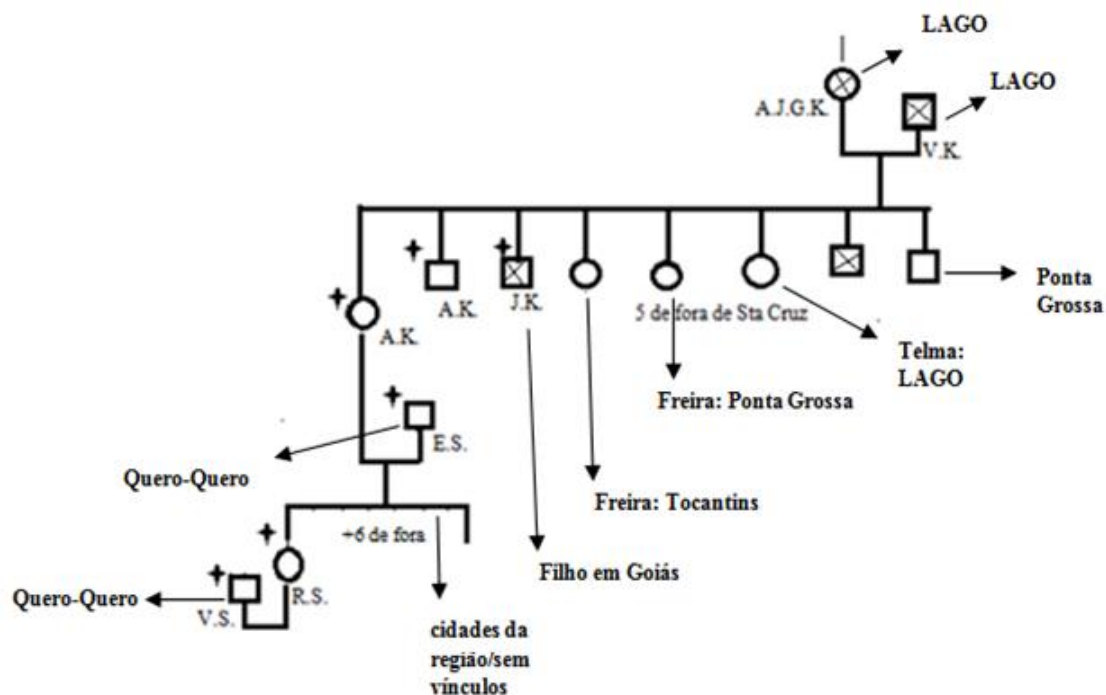 LAGO
LAGO
A.J.G.K.
V.K.
A.K.
J.K.
5 de fora de Sta Cruz
Ponta
Grossa
A.K.
Telma:
LAGO
Freira: Ponta Grossa
E.S.
Quero-Quero
Freira: Tocantins
+6 de fora
Filho em Goiás
Quero-Quero
V.S.
R.S.
cidades da
região/sem
vínculos